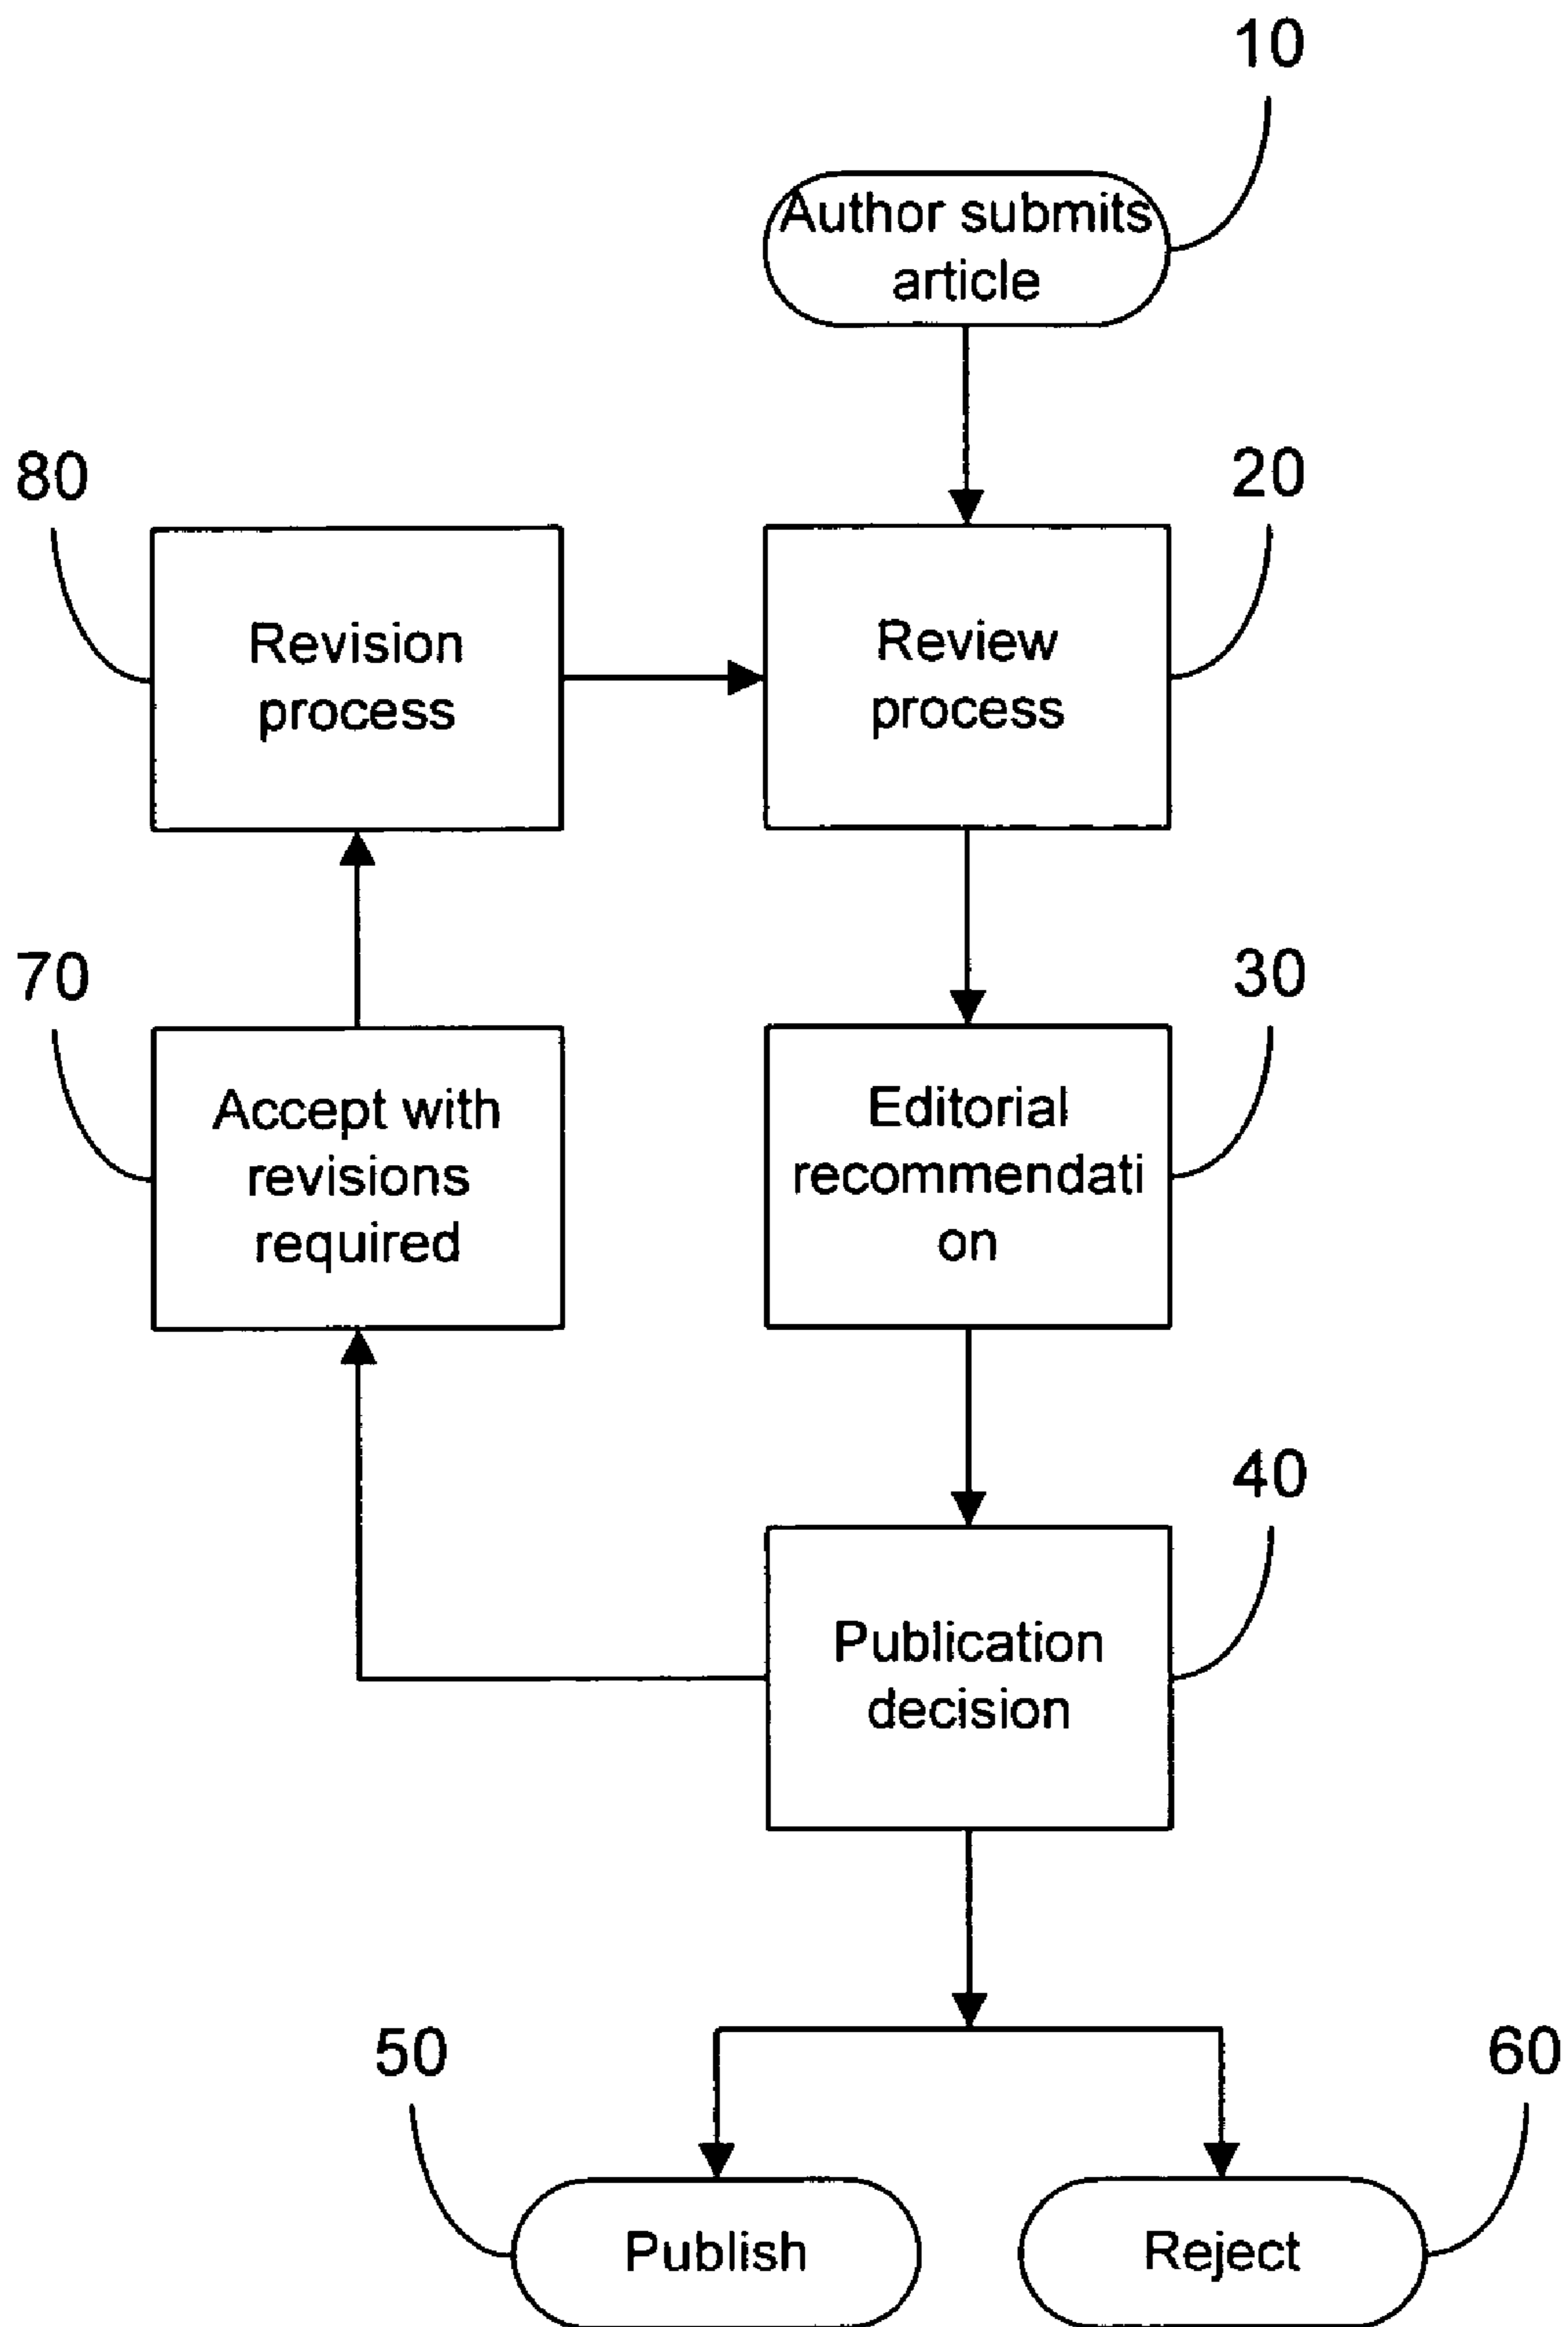 10
Author submits
article
80
20
Revision
process
Review
process
70
30
Accept with
revisions
required
Editorial
recommendati
on
40
Publication
decision
50
60
Publish
Reject